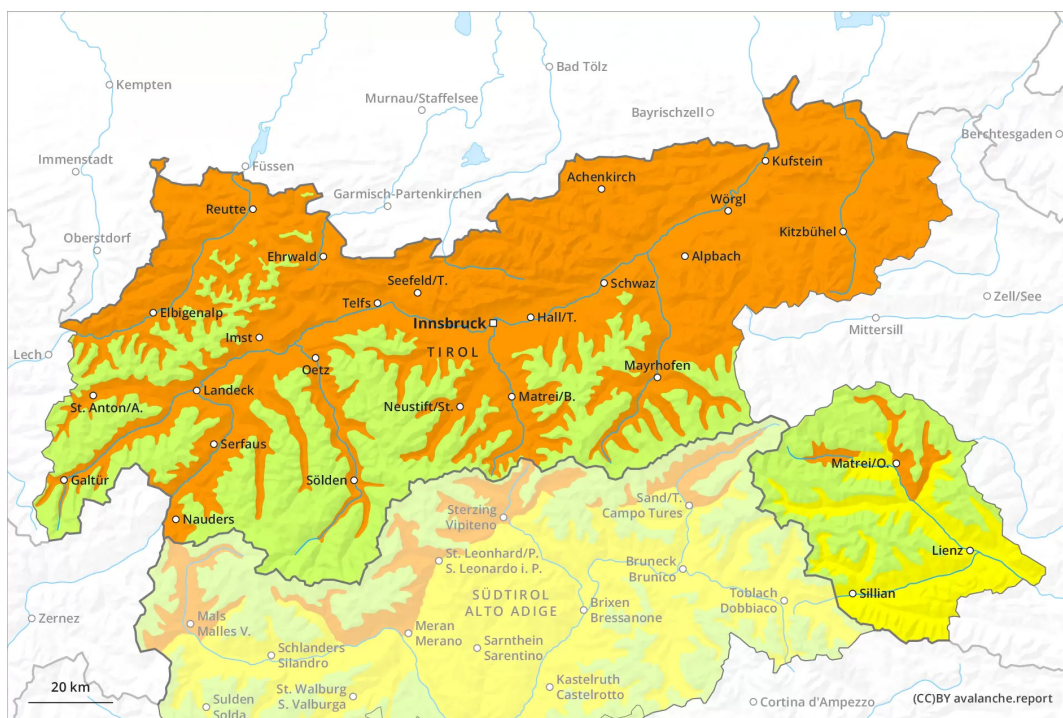 Bad Tölz
Kempten
Murnau/Staffelsee
Bayrischzell
Berchtesgaden
Immenstadt
Füssen
Kufstein
Garmisch-Partenkirchen
Achenkirch
Reutte
Wörgl
Oberstdorf
Kitzbühel
Ehrwald
Alpbach
Seefeld/T.
Schwaz
Zell/See
Telfs
Elbigenalp
Innsbruck
Hall/T.
Mittersill
Imst
Lech
TIROL
Oetz
Mayrhofen
Landeck
St. Anton/A.
Neustift/St.
Matrei/B.
Serfaus
Matrei/O.
Galtür
Sölden
Sand/T.
Campo Tures
Sterzing
Vipiteno
Nauders
Lienz
St. Leonhard/P.
S. Leonardo i. P.
Bruneck
Brunico
Sillian
SÜDTIROL
ALTO ADIGE
Toblach
Dobbiaco
Brixen
Bressanone
Zernez
Mals
Malles V.
Meran
Merano
Sarnthein
Sarentino
Schlanders
Silandro
Kastelruth
Castelrotto
20 km
St. Walburg
S. Valburga
Sulden
Solda
Cortina d'Ampezzo
(CC)BY avalanche.report